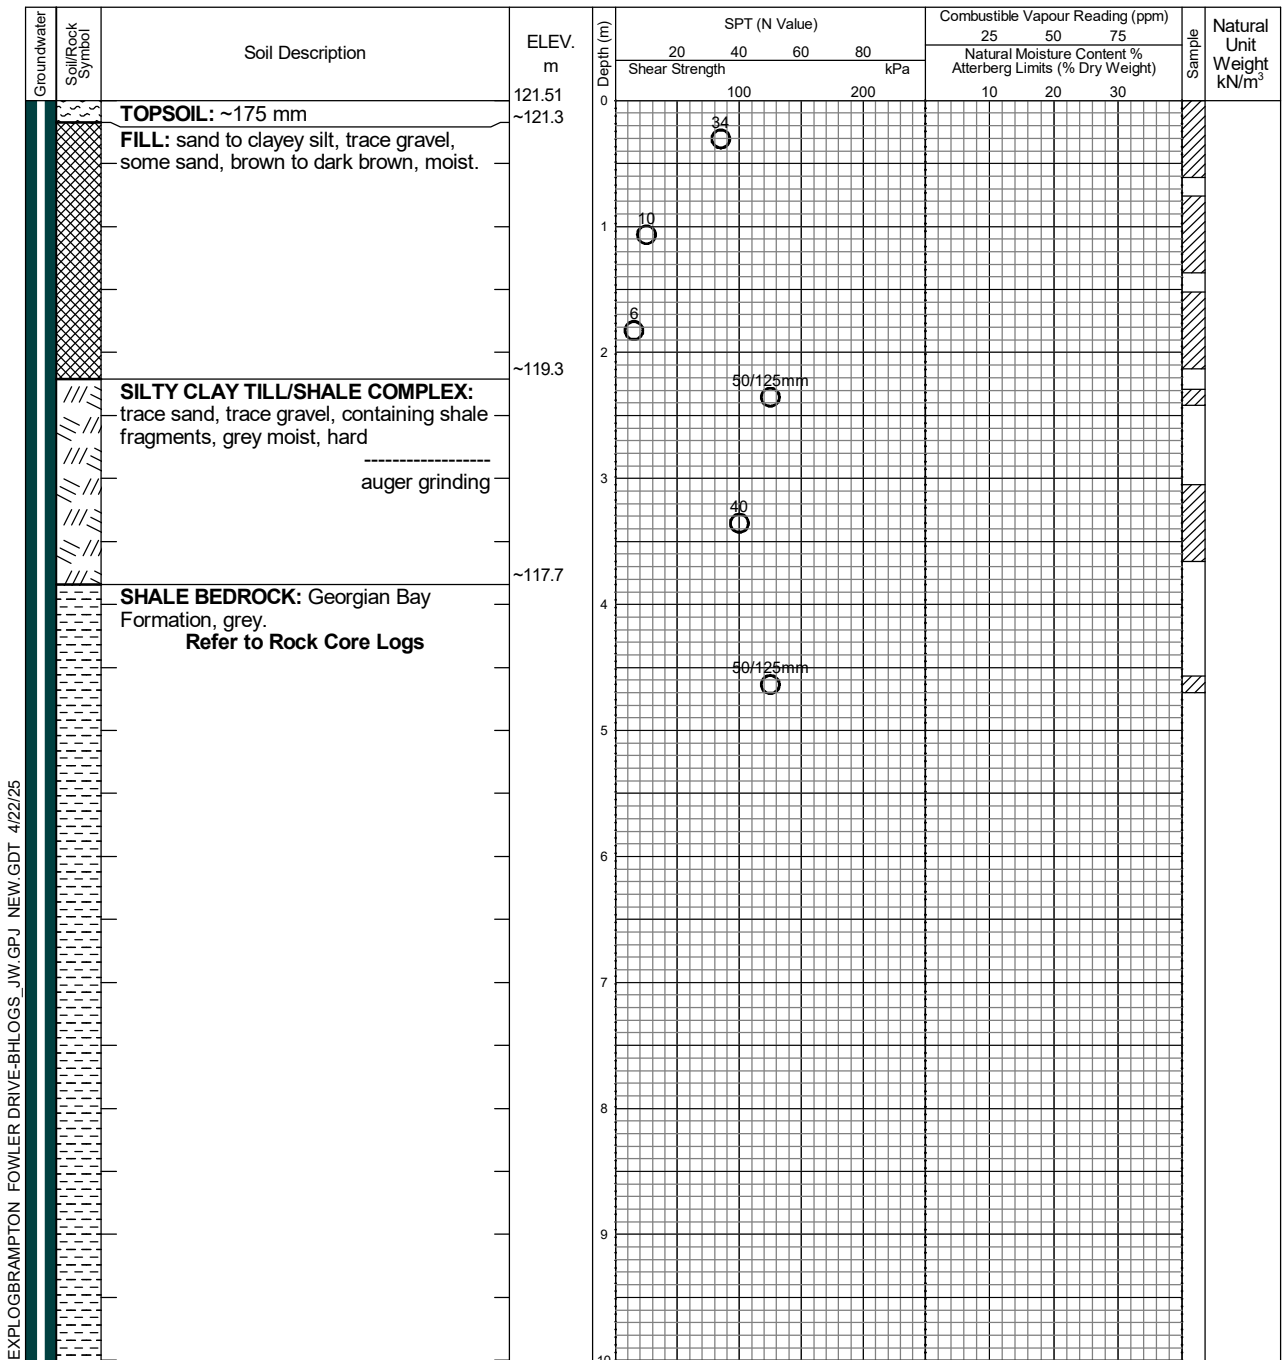 Groundwater
Soil/Rock
Symbol
Soil Description
ELEV.
m
Depth (m)
SPT (N Value)
20 40 60 80
Shear Strength kPa
100 200
Combustible Vapour Reading (ppm)
25 50 75
Natural Moisture Content %
Atterberg Limits (% Dry Weight)
10 20 30
Sample
Natural
Unit
Weight
kN/m³
121.51
0
TOPSOIL: ~175 mm
~121.3
FILL: sand to clayey silt, trace gravel,
some sand, brown to dark brown, moist.
34
10
1
6
2
~119.3
SILTY CLAY TILL/SHALE COMPLEX:
trace sand, trace gravel, containing shale
fragments, grey moist, hard
------------------
auger grinding
50/125mm
3
40
~117.7
SHALE BEDROCK: Georgian Bay
Formation, grey.
Refer to Rock Core Logs
4
50/125mm
5
6
7
8
9
10
EXPLOGBRAMPTON FOWLER DRIVE-BHLOGS_JW.GPJ NEW.GDT 4/22/25